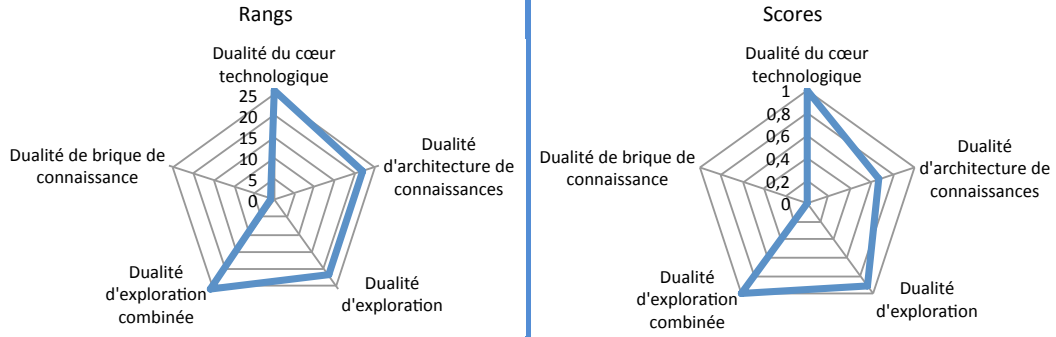 Rangs
Dualité du cœur
technologique
25
20
15
10
5
0
Dualité
d'architecture de
connaissances
Dualité
d'exploration
Dualité
d'exploration
combinée
Dualité de brique de
connaissance
Scores
Dualité du cœur
technologique
1
0,8
0,6
0,4
0,2
0
Dualité
d'architecture de
connaissances
Dualité
d'exploration
Dualité
d'exploration
combinée
Dualité de brique de
connaissance